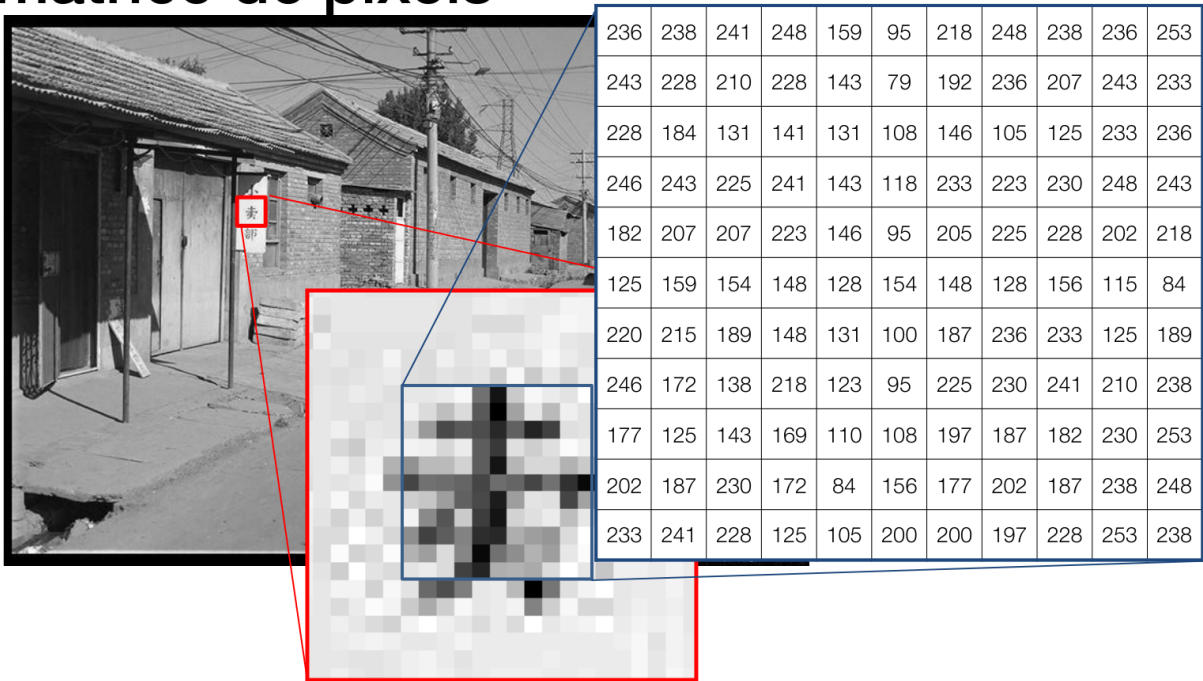 matrice de pixels
236 238 241 248 159 95 218 248 238 236 253
243 228 210 228 143 79 192 236 207 243 233
228 184 131 141 131 108 146 105 125 233 236
246 243 225 241 143 118 233 223 230 248 243
182 207 207 223 146 95 205 225 228 202 218
125 159 154 148 128 154 148 128 156 115 84
220 215 189 148 131 100 187 236 233 125 189
246 172 138 218 123 95 225 230 241 210 238
177 125 143 169 110 108 197 187 182 230 253
202 187 230 172 84 156 177 202 187 238 248
233 241 228 125 105 200 200 197 228 253 238
小
卖
部